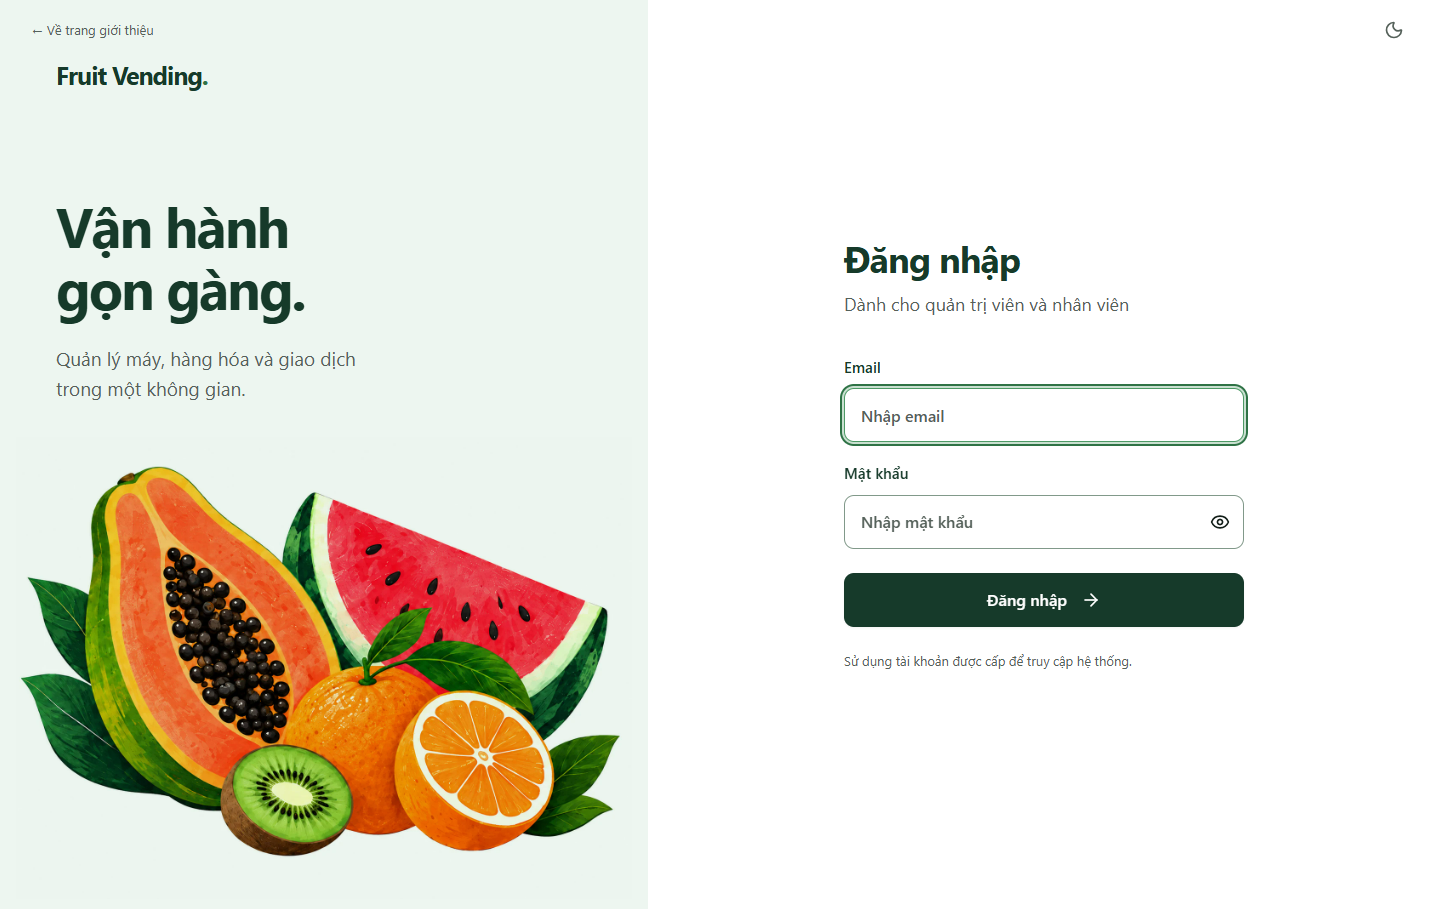 ← Về trang giới thiệu
Fruit Vending.
Vận hành
gọn gàng.
Quản lý máy, hàng hóa và giao dịch
trong một không gian.
Đăng nhập
Dành cho quản trị viên và nhân viên
Email
Nhập email
Mật khẩu
Nhập mật khẩu
Đăng nhập →
Sử dụng tài khoản được cấp để truy cập hệ thống.